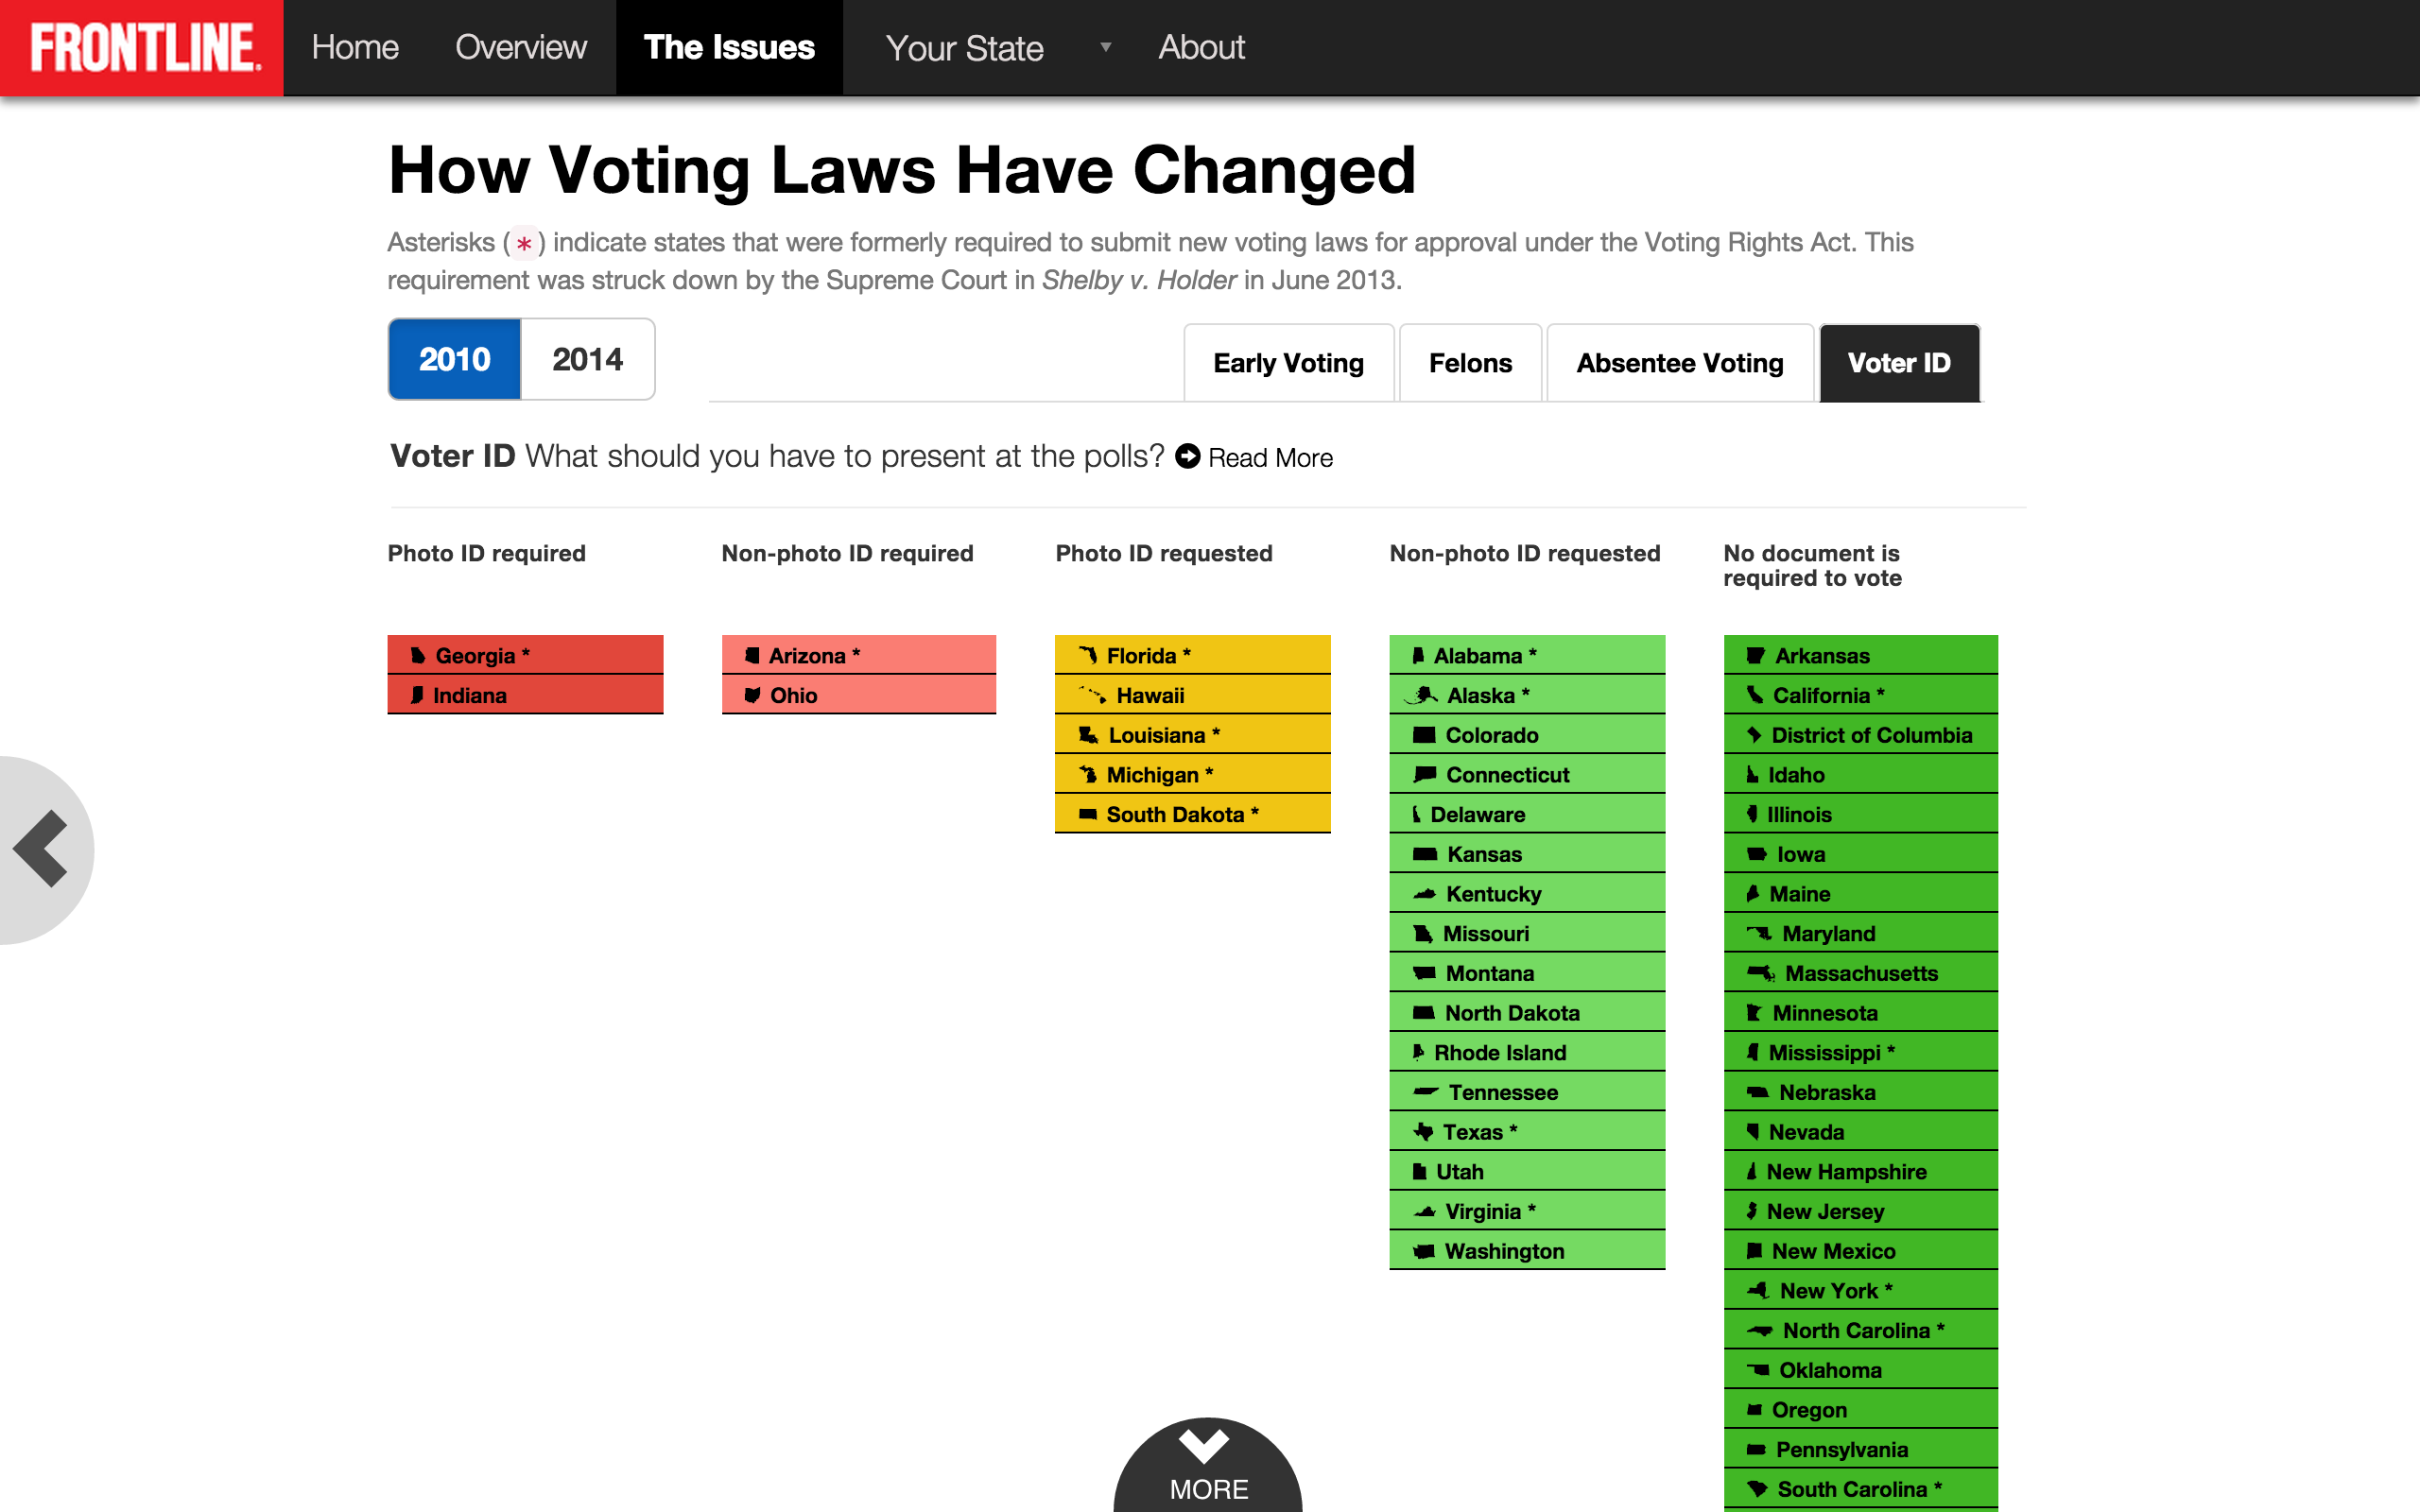 FRONTLINE.
Home Overview The Issues Your State About
How Voting Laws Have Changed
Asterisks (*) indicate states that were formerly required to submit new voting laws for approval under the Voting Rights Act. This
requirement was struck down by the Supreme Court in Shelby v. Holder in June 2013.
2010 2014
Early Voting Felons Absentee Voting Voter ID
Voter ID What should you have to present at the polls? Read More
Photo ID required
Georgia *
Indiana
Non-photo ID required
Arizona *
Ohio
Photo ID requested
Florida *
Hawaii
Louisiana *
Michigan *
South Dakota *
Non-photo ID requested
Alabama *
Alaska *
Colorado
Connecticut
Delaware
Kansas
Kentucky
Missouri
Montana
North Dakota
Rhode Island
Tennessee
Texas *
Utah
Virginia *
Washington
No document is
required to vote
Arkansas
California *
District of Columbia
Idaho
Illinois
Iowa
Maine
Maryland
Massachusetts
Minnesota
Mississippi *
Nebraska
Nevada
New Hampshire
New Jersey
New Mexico
New York *
North Carolina *
Oklahoma
Oregon
Pennsylvania
South Carolina *
MORE